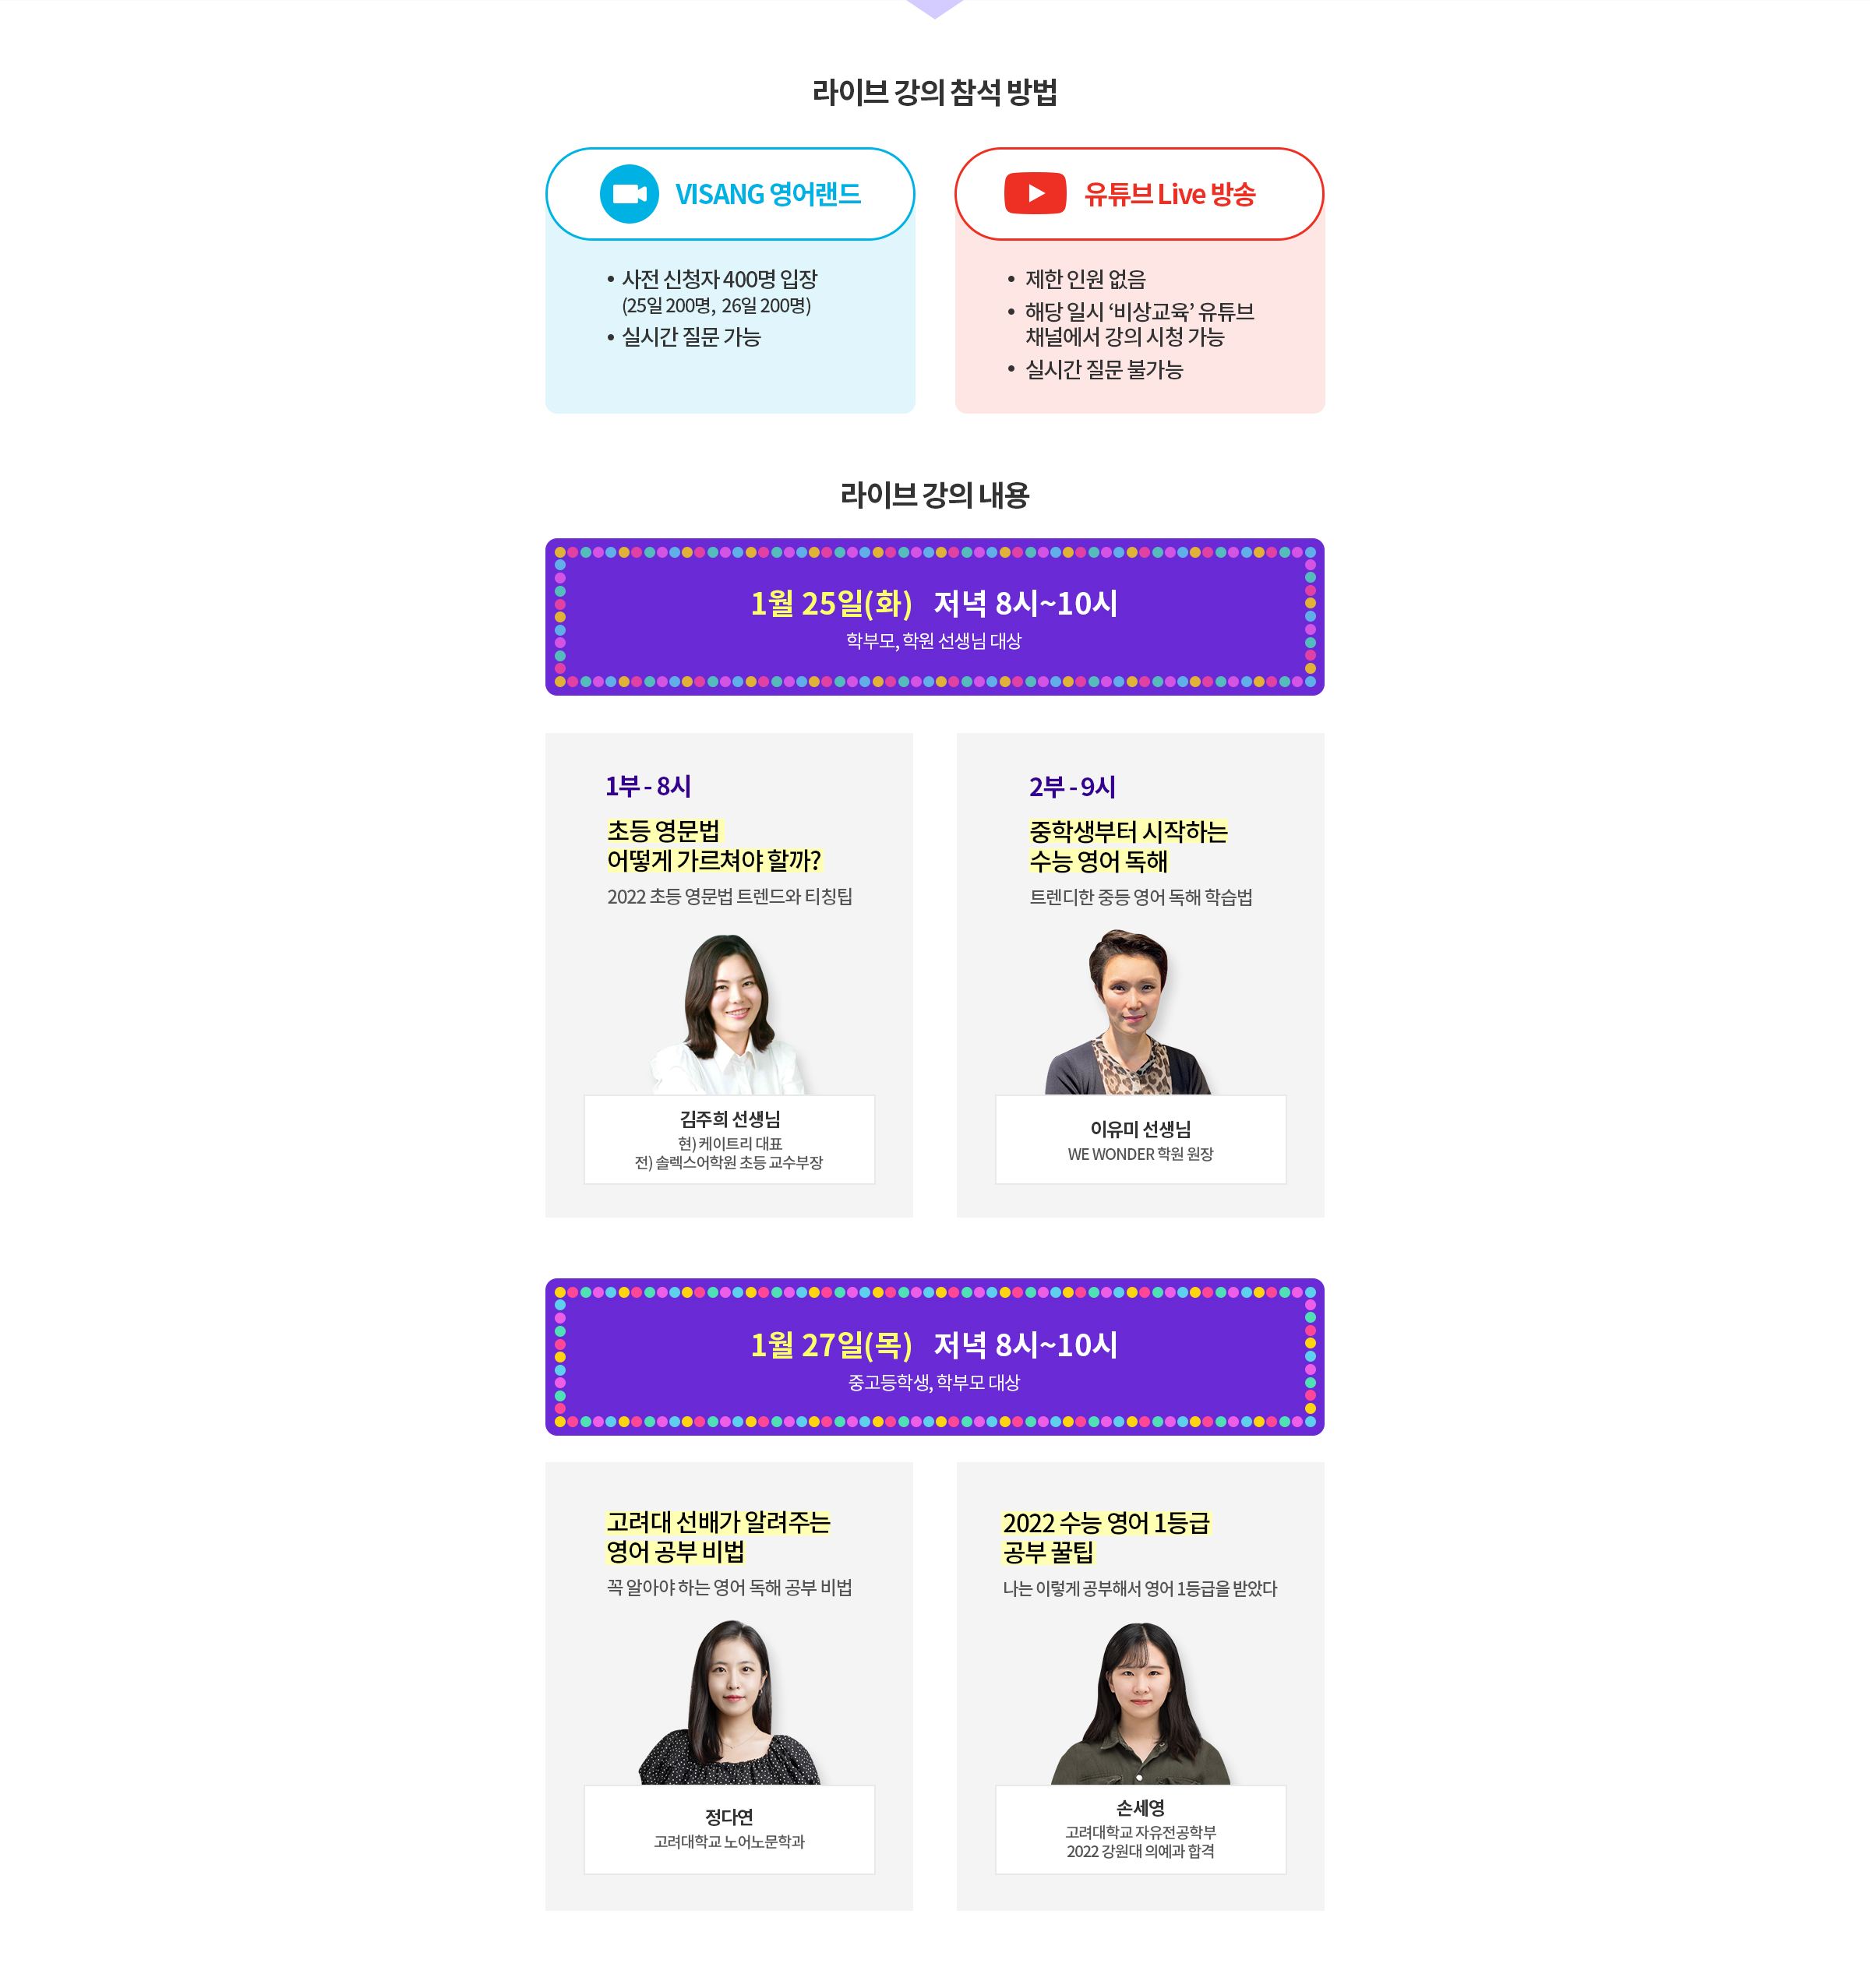 라이브 강의 참석 방법
VISANG 영어랜드
• 사전 신청자 400명 입장
(25일 200명, 26일 200명)
• 실시간 질문 가능
유튜브 Live 방송
• 제한 인원 없음
• 해당 일시 ‘비상교육’ 유튜브
채널에서 강의 시청 가능
• 실시간 질문 불가능
라이브 강의 내용
1월 25일(화) 저녁 8시~10시
학부모, 학원 선생님 대상
1부 - 8시
초등 영문법
어떻게 가르쳐야 할까?
2022 초등 영문법 트렌드와 티칭팁
김주희 선생님
현) 케이트리 대표
전) 솔렉스어학원 초등 교수부장
2부 - 9시
중학생부터 시작하는
수능 영어 독해
트렌디한 중등 영어 독해 학습법
이유미 선생님
WE WONDER 학원 원장
1월 27일(목) 저녁 8시~10시
중고등학생, 학부모 대상
고려대 선배가 알려주는
영어 공부 비법
꼭 알아야 하는 영어 독해 공부 비법
정다연
고려대학교 노어노문학과
2022 수능 영어 1등급
공부 꿀팁
나는 이렇게 공부해서 영어 1등급을 받았다
손세영
고려대학교 자유전공학부
2022 강원대 의예과 합격